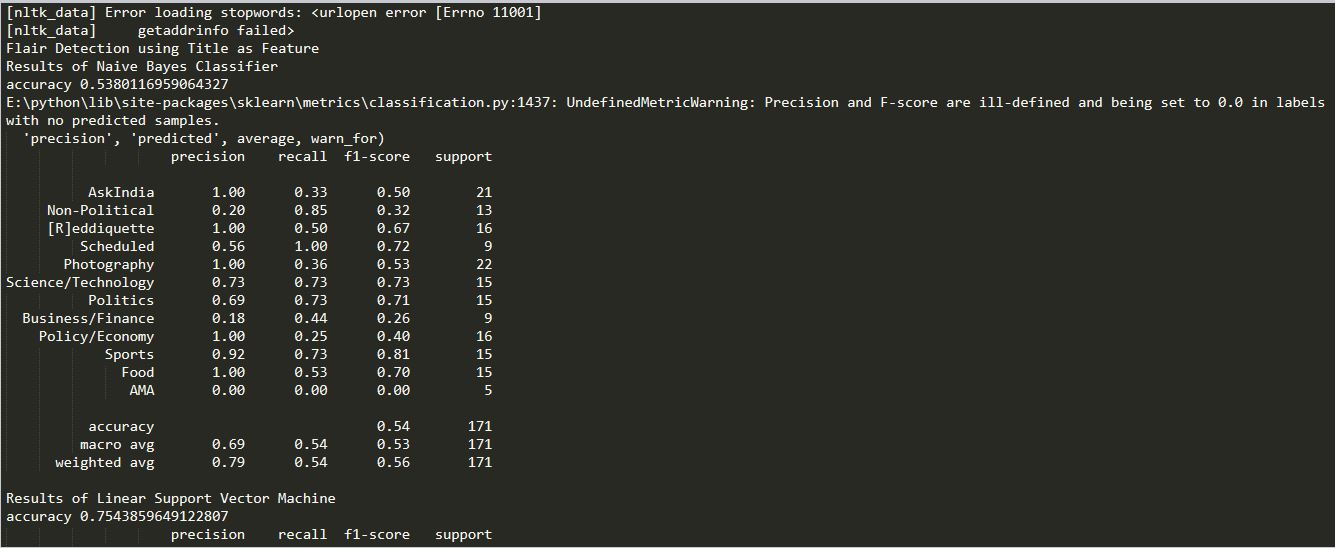 [nltk_data] Error loading stopwords: <urlopen error [Errno 11001]
[nltk_data]     getaddrinfo failed>
Flair Detection using Title as Feature
Results of Naive Bayes Classifier
accuracy 0.5380116959064327
E:\python\lib\site-packages\sklearn\metrics\classification.py:1437: UndefinedMetricWarning: Precision and F-score are ill-defined and being set to 0.0 in labels
with no predicted samples.
  'precision', 'predicted', average, warn_for)
                    precision    recall  f1-score   support

          AskIndia       1.00      0.33      0.50        21
     Non-Political       0.20      0.85      0.32        13
     [R]eddiquette       1.00      0.50      0.67        16
         Scheduled       0.56      1.00      0.72         9
       Photography       1.00      0.36      0.53        22
Science/Technology       0.73      0.73      0.73        15
          Politics       0.69      0.73      0.71        15
  Business/Finance       0.18      0.44      0.26         9
    Policy/Economy       1.00      0.25      0.40        16
            Sports       0.92      0.73      0.81        15
              Food       1.00      0.53      0.70        15
               AMA       0.00      0.00      0.00         5

          accuracy                           0.54       171
         macro avg       0.69      0.54      0.53       171
      weighted avg       0.79      0.54      0.56       171

Results of Linear Support Vector Machine
accuracy 0.7543859649122807
                    precision    recall  f1-score   support